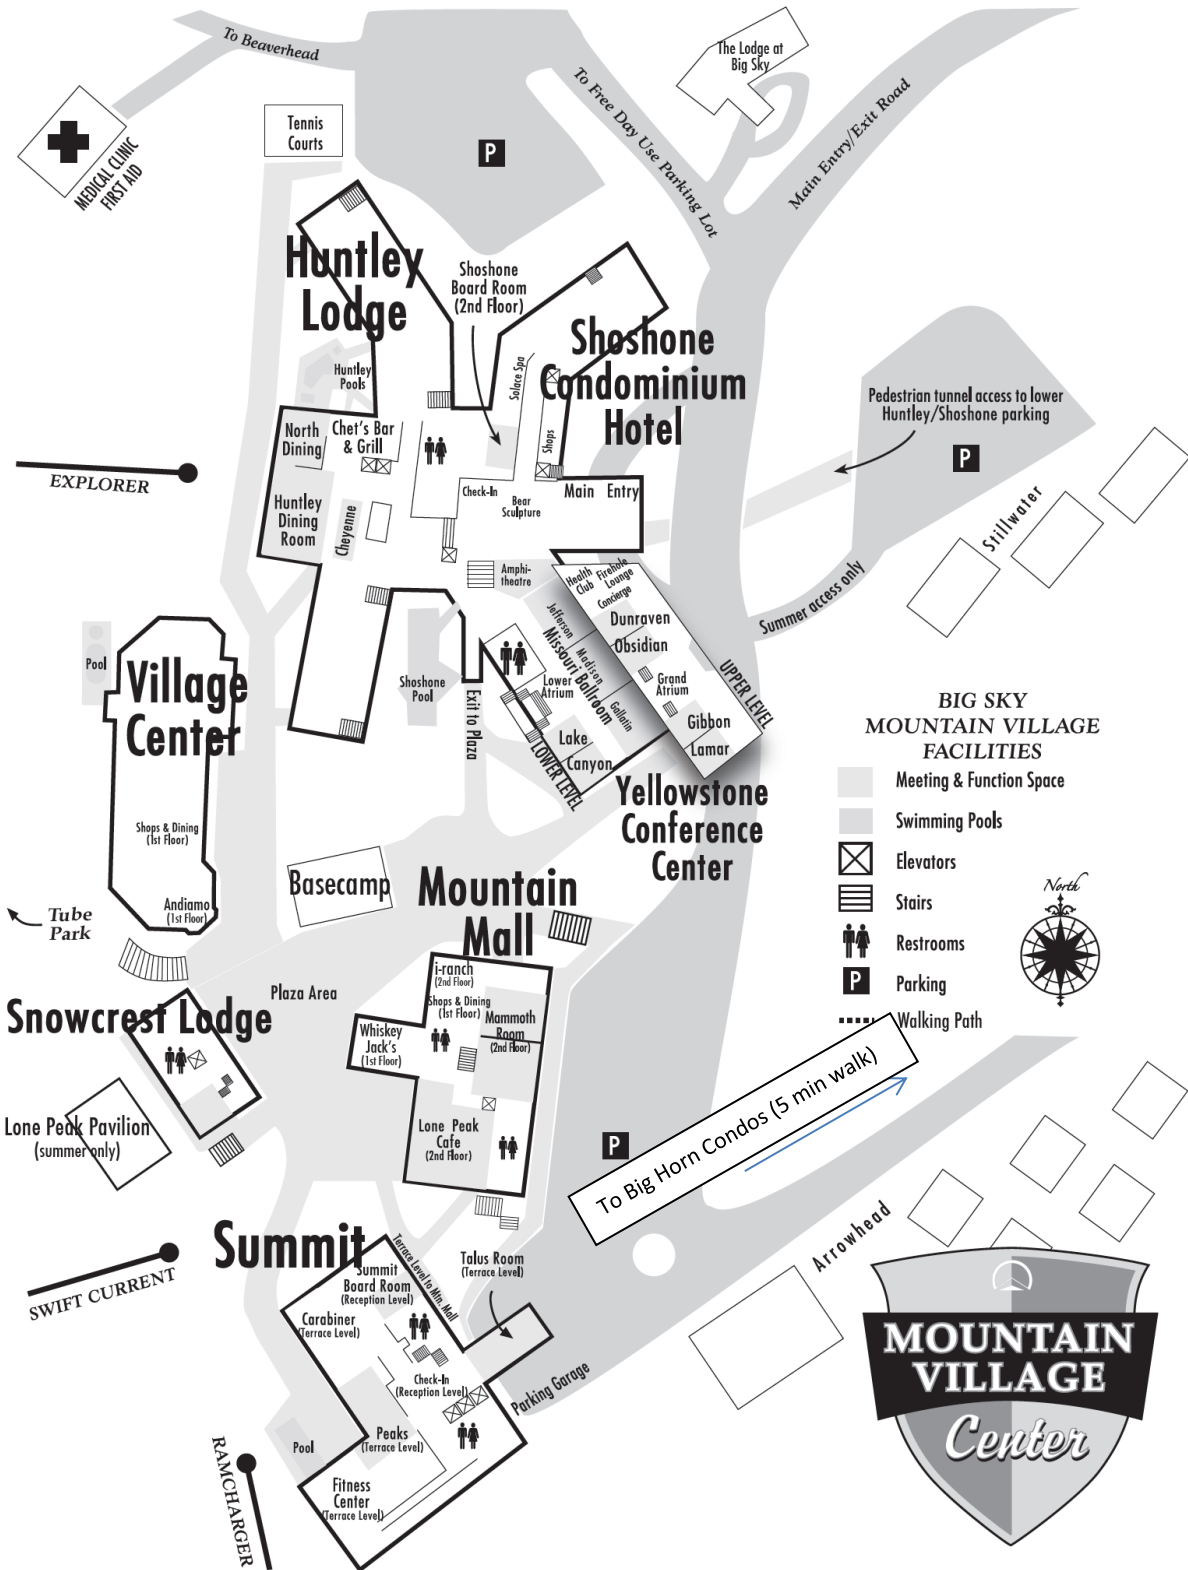 To Beaverhead
The Lodge at
Big Sky
To Free Day Use Parking Lot
Main Entry/Exit Road
MEDICAL CLINIC
FIRST AID
Tennis
Courts
P
Huntley
Lodge
Shoshone
Board Room
(2nd Floor)
Shoshone
Condominium
Hotel
Solace Spa
Shops
Huntley
Pools
North
Dining
Chet's Bar
& Grill
Pedestrian tunnel access to lower
Huntley/Shoshone parking
P
EXPLORER
Huntley
Dining
Room
Cheyenne
Check-In
Bear
Sculpture
Main Entry
Stillwater
Amphi-
theatre
Health
Club
Firehole
Lounge
Concierge
Summer access only
Dunraven
Obsidian
Jefferson
Missouri Ballroom
Madison
Gallatin
Grand
Atrium
UPPER LEVEL
Gibbon
Lamar
Lower
Atrium
Lake
Canyon
LOWER LEVEL
Pool
Village
Center
Shoshone
Pool
Exit to Plaza
Yellowstone
Conference
Center
BIG SKY
MOUNTAIN VILLAGE
FACILITIES
Meeting & Function Space
Swimming Pools
Elevators
Stairs
Restrooms
P Parking
Walking Path
North
Shops & Dining
(1st Floor)
Andiamo
(1st Floor)
Tube
Park
Basecamp
Mountain
Mall
Plaza Area
i-ranch
(2nd Floor)
Shops & Dining
(1st Floor)
Mammoth
Room
(2nd Floor)
Whiskey
Jack's
(1st Floor)
Lone Peak
Cafe
(2nd Floor)
Snowcrest Lodge
Lone Peak Pavilion
(summer only)
P
To Big Horn Condos (5 min walk)
Arrowhead
Summit
Terrace Level to Mtn. Mall
Talus Room
(Terrace Level)
Summit
Board Room
(Reception Level)
Carabiner
(Terrace Level)
Check-In
(Reception Level)
Parking Garage
SWIFT CURRENT
Peaks
(Terrace Level)
Pool
Fitness
Center
(Terrace Level)
RAMCHARGER
MOUNTAIN
VILLAGE
Center